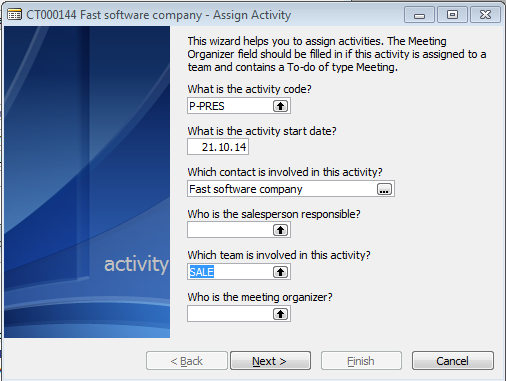 CT000144 Fast software company - Assign Activity
This wizard helps you to assign activities. The Meeting
Organizer field should be filled in if this activity is assigned to a
team and contains a To-do of type Meeting.
What is the activity code?
P-PRES
What is the activity start date?
21.10.14
Which contact is involved in this activity?
Fast software company
...
Who is the salesperson responsible?
Which team is involved in this activity?
activity
SALE
Who is the meeting organizer?
< Back
Next >
Finish
Cancel